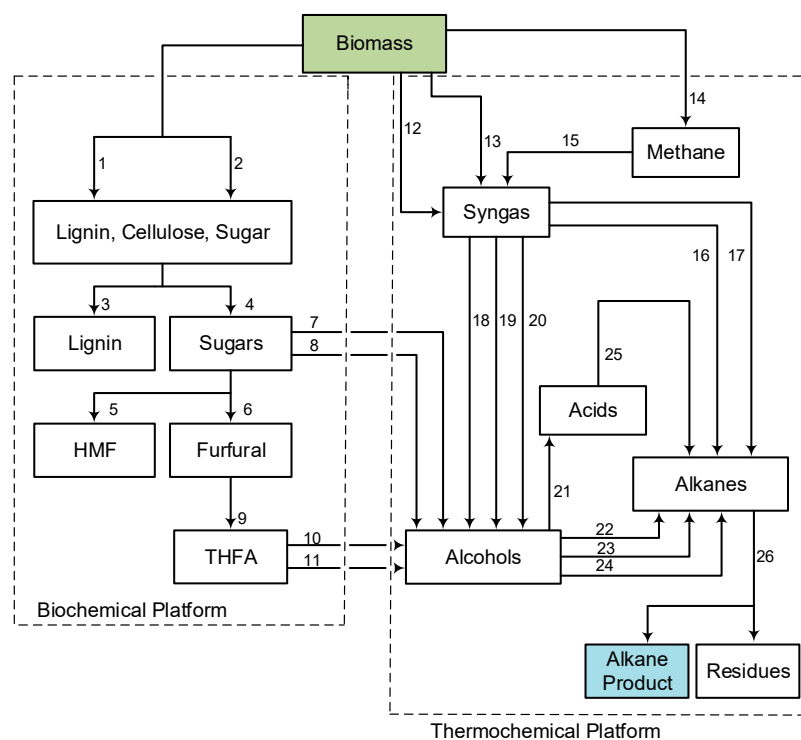 Biomass
12
13
14
15
Methane
1
2
Syngas
Lignin, Cellulose, Sugar
16
17
3
4
7
8
18
19
20
Lignin
Sugars
25
5
6
Acids
HMF
Furfural
Alkanes
21
9
10
11
THFA
Alcohols
22
23
24
26
Biochemical Platform
Alkane
Product
Residues
Thermochemical Platform